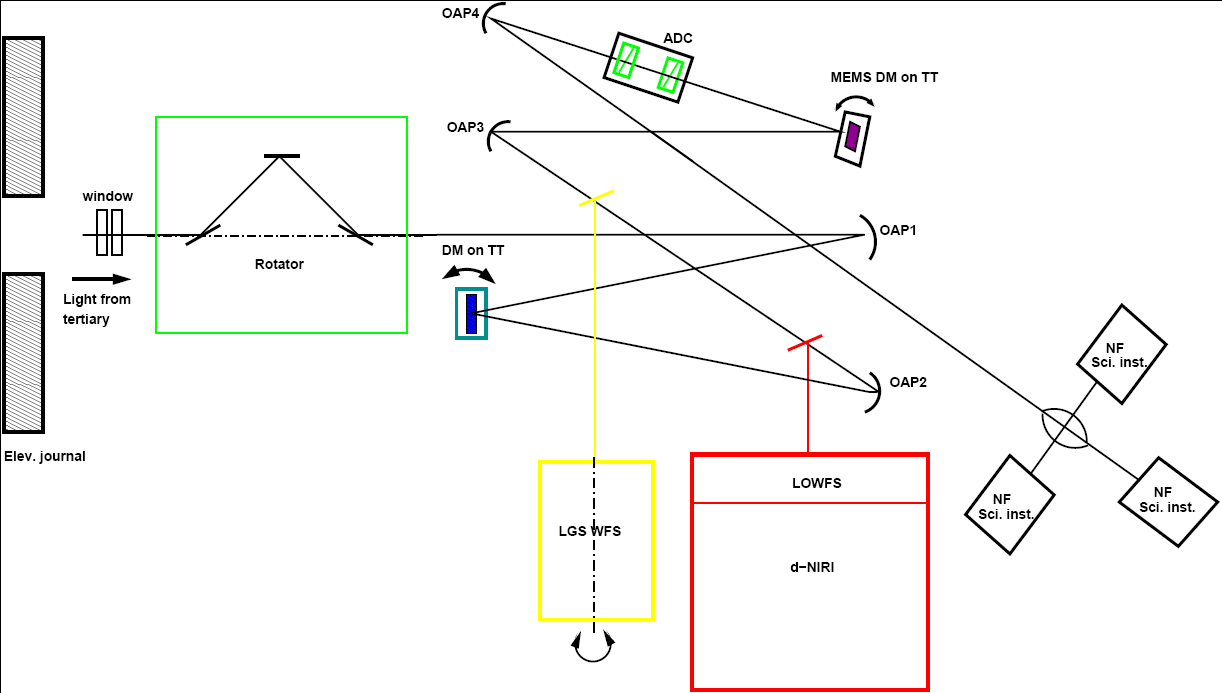 OAP4
ADC
MEMS DM on TT
OAP3
window
OAP1
DM on TT
Rotator
Light from
tertiary
NF
Sci. inst.
OAP2
Elev. journal
LOWFS
NF
Sci. inst.
NF
Sci. inst.
LGS WFS
d−NIRI